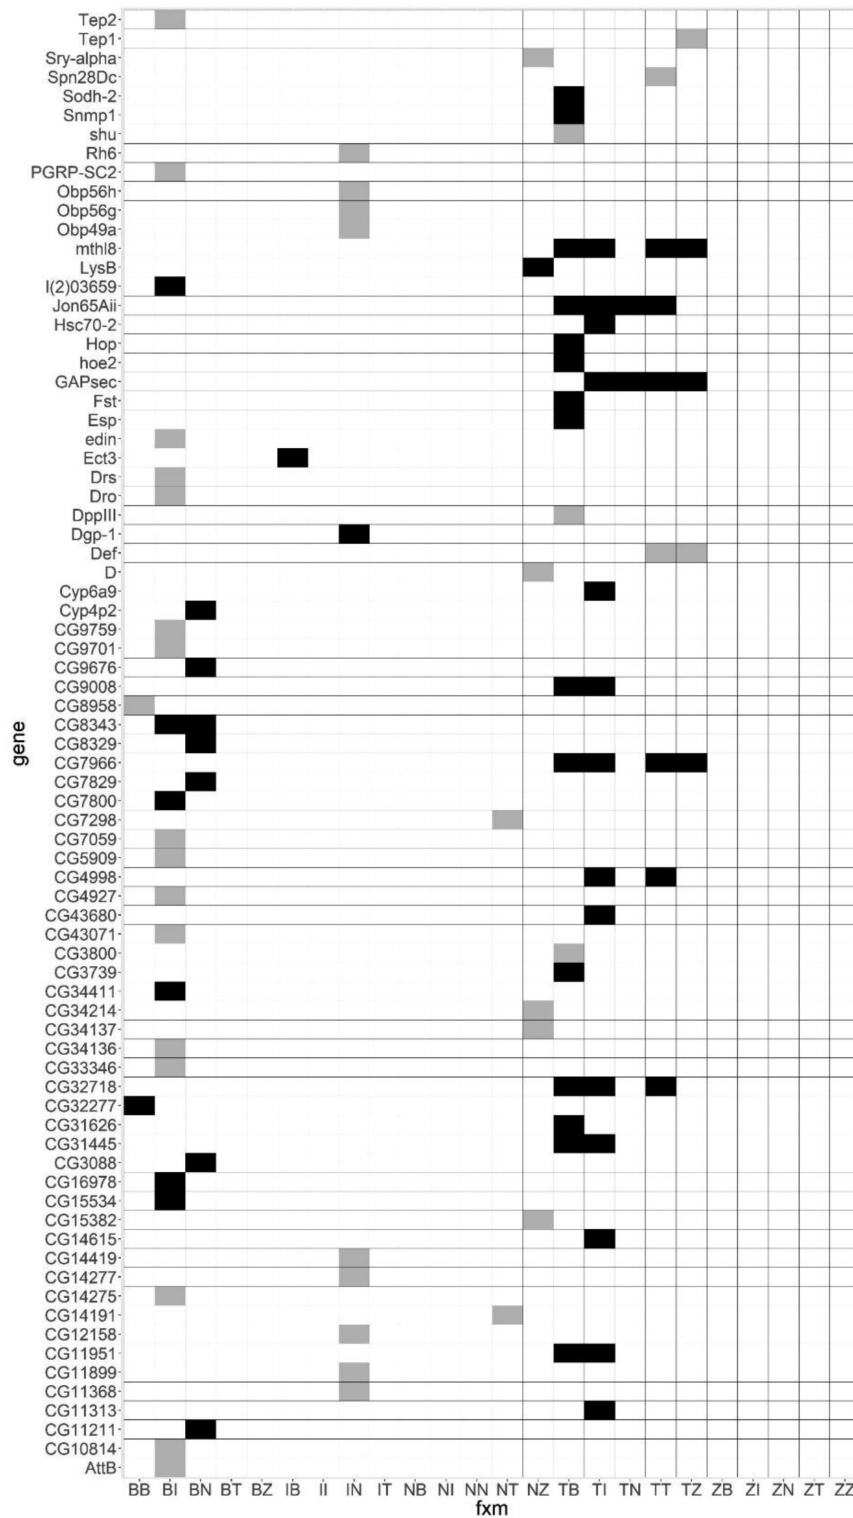 Tep2
Tep1
Sry-alpha
Spn28Dc
Sodh-2
Snmp1
shu
Rh6
PGRP-SC2
Obp56h
Obp56g
Obp49a
mthl8
LysB
l(2)03659
Jon65Aii
Hsc70-2
Hop
hoe2
GAPsec
Fst
Esp
edin
Ect3
Drs
Dro
DppIII
Dgp-1
Def
D
Cyp6a9
Cyp4p2
CG9759
CG9701
CG9676
CG9008
CG8958
CG8343
CG8329
CG7966
CG7829
CG7800
CG7298
CG7059
CG5909
CG4998
CG4927
CG43680
CG43071
CG3800
CG3739
CG34411
CG34214
CG34137
CG34136
CG33346
CG32718
CG32277
CG31626
CG31445
CG3088
CG16978
CG15534
CG15382
CG14615
CG14419
CG14277
CG14275
CG14191
CG12158
CG11951
CG11899
CG11368
CG11313
CG11211
CG10814
AttB
gene
BB BI BN BT BZ IB II IN IT NB NI NN NT NZ TB TI TN TT TZ ZB ZI ZN ZT ZZ
fxm